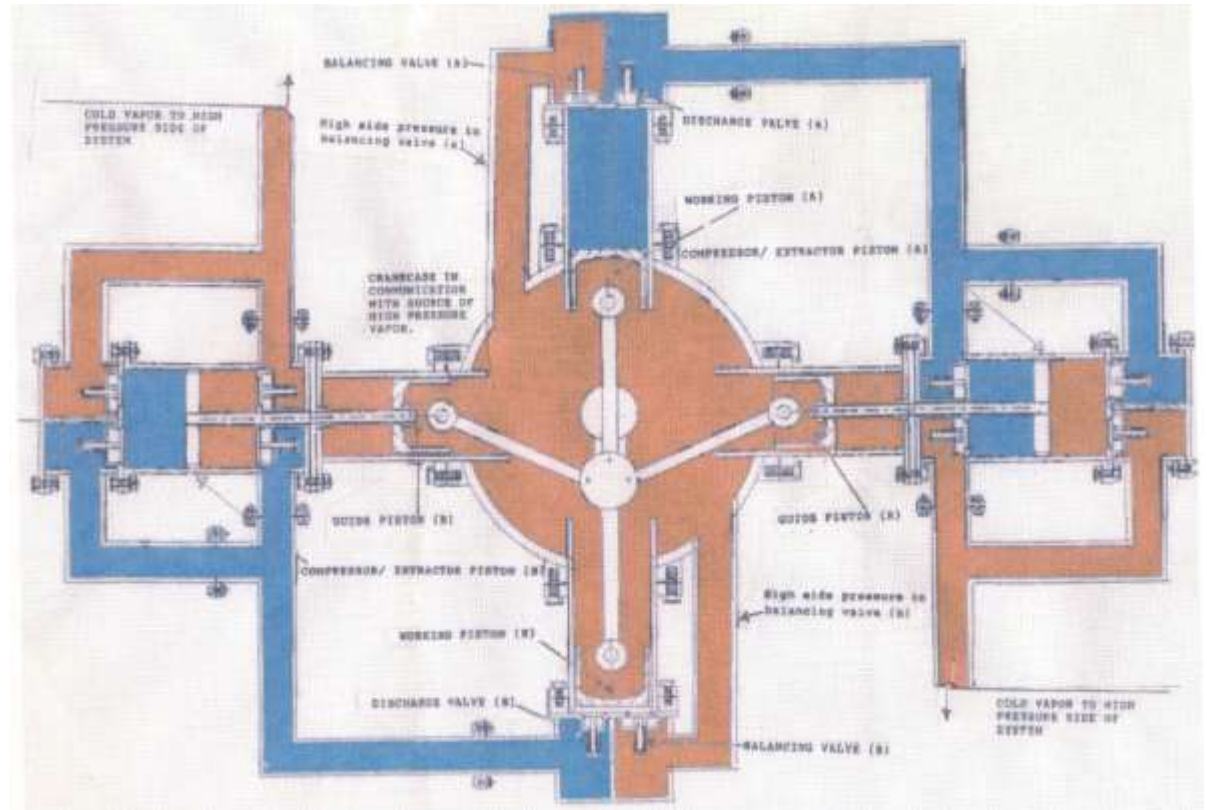 BALANCING VALVE (A)
COLD VAPOR TO HIGH
PRESSURE SIDE OF
SYSTEM
High side pressure to
balancing valve (a)
DISCHARGE VALVE (A)
WORKING PISTON (A)
COMPRESSOR/ EXTRACTOR PISTON (A)
CRANKCASE IN
COMMUNICATION
WITH SOURCE OF
HIGH PRESSURE
VAPOR.
GUIDE PISTON (B)
GUIDE PISTON (A)
COMPRESSOR/ EXTRACTOR PISTON (B)
High side pressure to
balancing valve (b)
WORKING PISTON (B)
DISCHARGE VALVE (B)
BALANCING VALVE (B)
COLD VAPOR TO HIGH
PRESSURE SIDE OF
SYSTEM